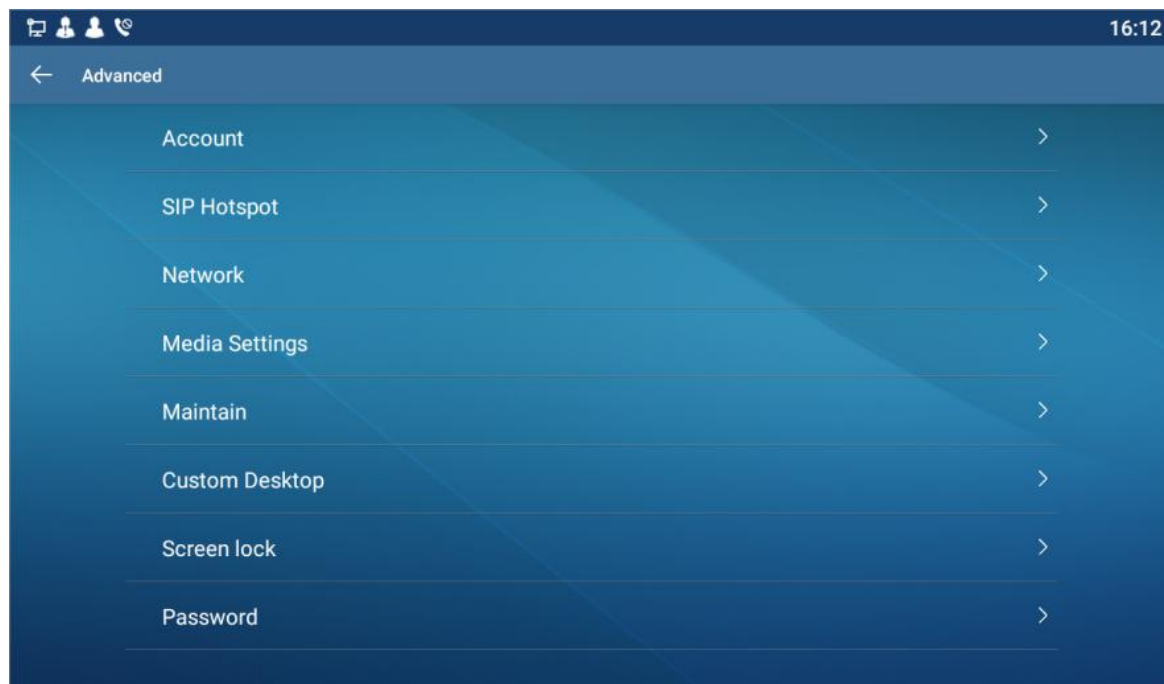 16:12
Advanced
Account
SIP Hotspot
Network
Media Settings
Maintain
Custom Desktop
Screen lock
Password